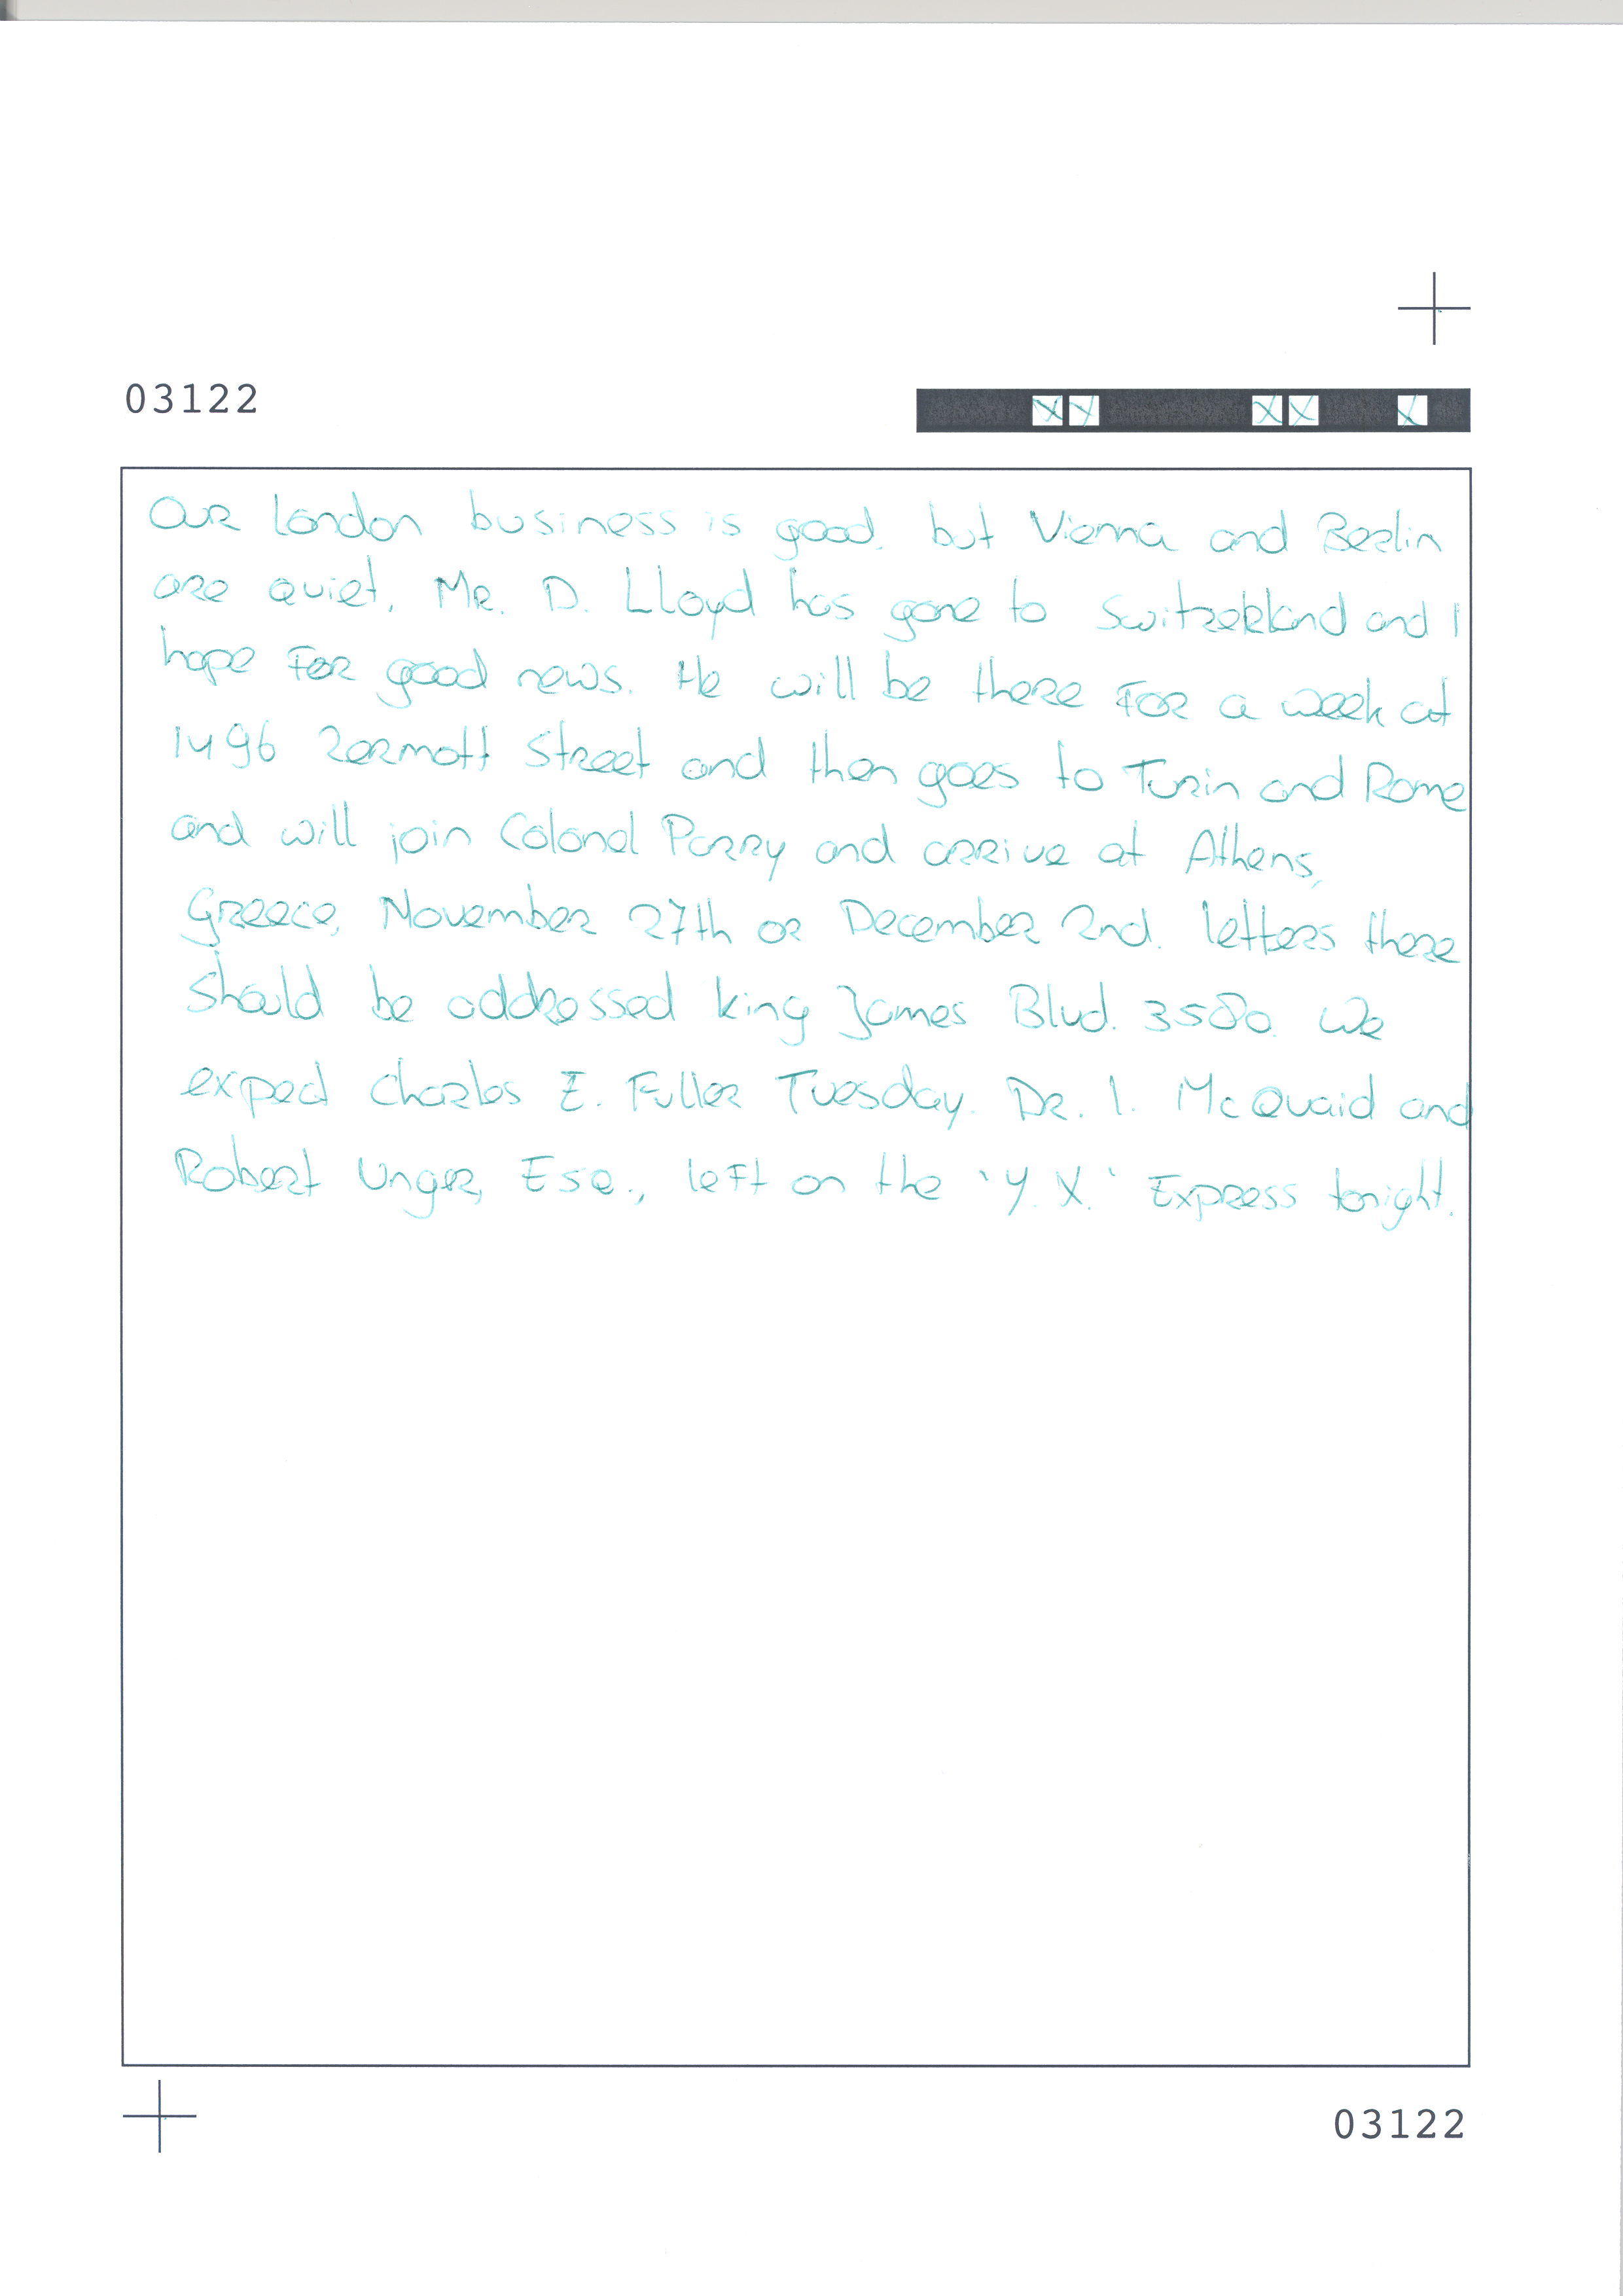 03122
Our London business is good, but Vienna and Berlin
are quiet. Mr. D. Lloyd has gone to Switzerkland and I
hope for good news. He will be there for a week at
1496 Zermott Street and then goes to Turin and Rome
and will join Colonel Parry and arrive at Athens,
Greece, November 27th or December 2nd. Letters there
should be addressed king James Blvd. 3580. We
expect Charles E. Fuller Tuesday. Dr. I. McQuaid and
Robert Unger, Esq., left on the 'Y. X.' Express tonight.
03122